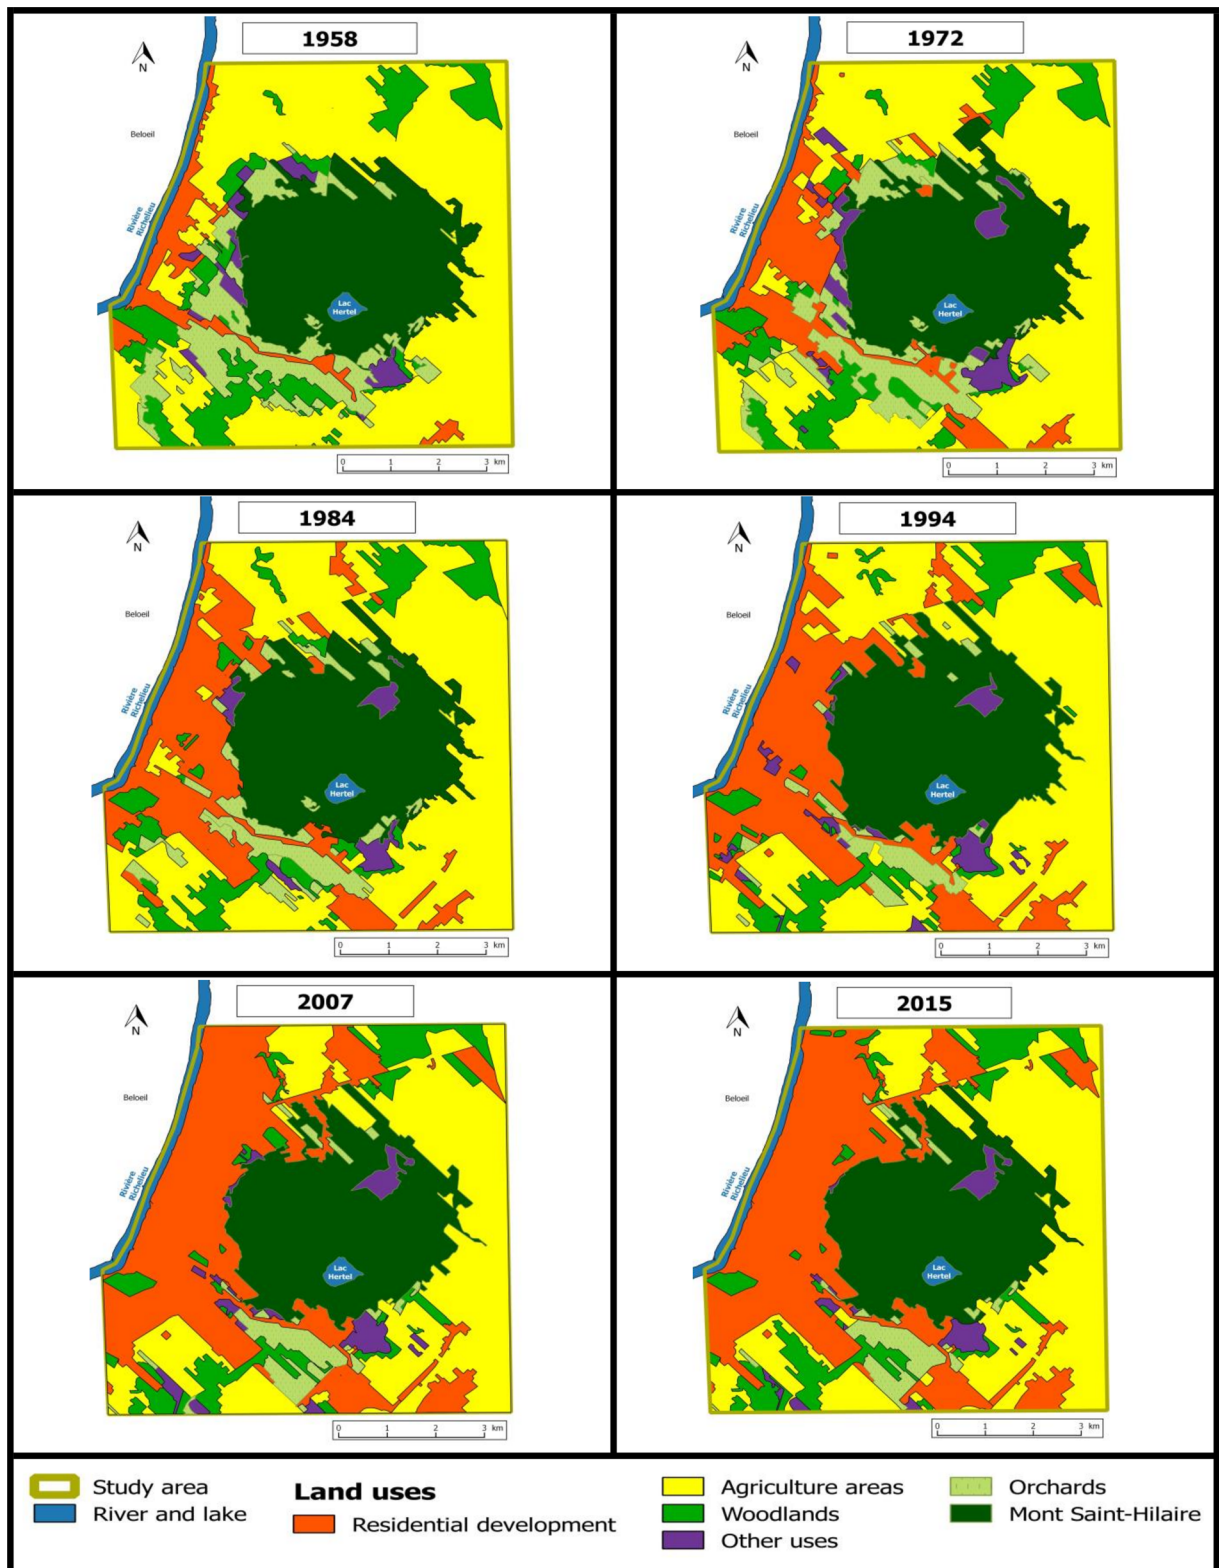 1958
N
Beloeil
Rivière
Richelieu
Lac
Hertel
0 1 2 3 km
1972
N
Beloeil
Rivière
Richelieu
Lac
Hertel
0 1 2 3 km
1984
N
Beloeil
Rivière
Richelieu
Lac
Hertel
0 1 2 3 km
1994
N
Beloeil
Rivière
Richelieu
Lac
Hertel
0 1 2 3 km
2007
N
Beloeil
Rivière
Richelieu
Lac
Hertel
0 1 2 3 km
2015
N
Beloeil
Rivière
Richelieu
Lac
Hertel
0 1 2 3 km
Study area
River and lake
Land uses
Residential development
Agriculture areas
Woodlands
Other uses
Orchards
Mont Saint-Hilaire